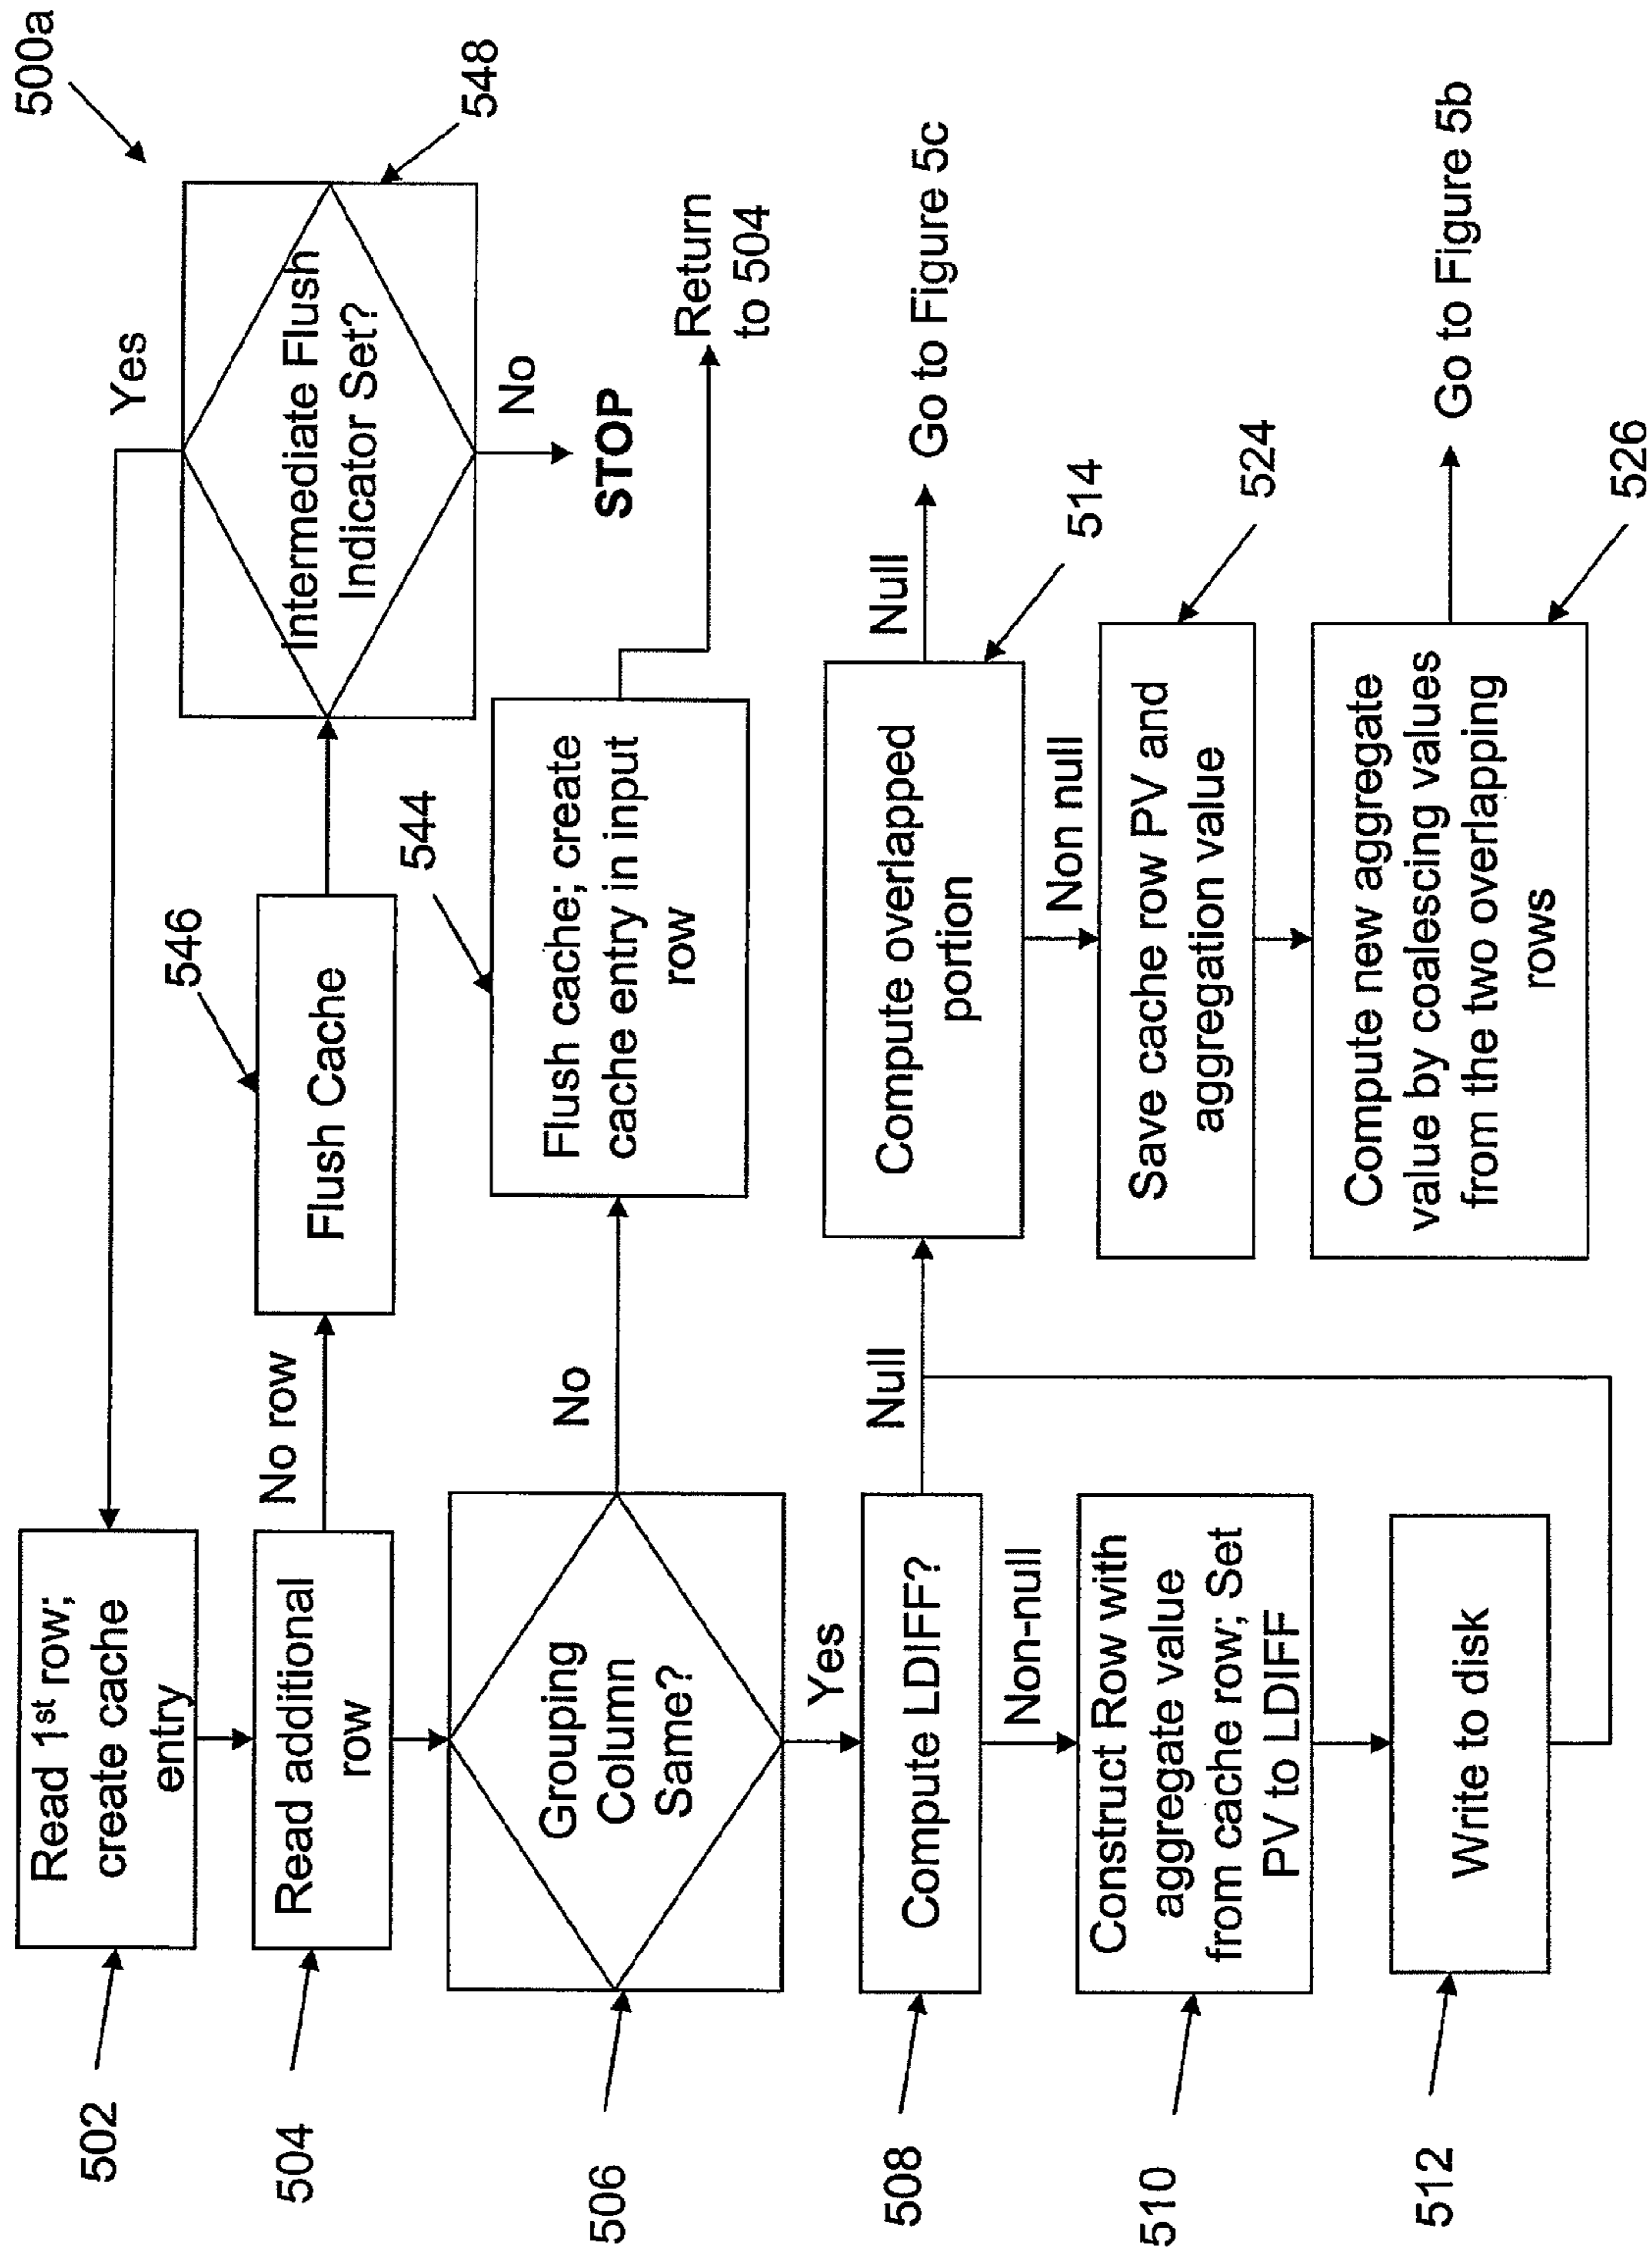 500a
Yes
Read 1st row;
create cache
entry
502
Intermediate Flush
Indicator Set?
548
No
STOP
Read additional
row
504
No row
Flush Cache
546
Grouping
Column
Same?
506
No
Flush cache; create
cache entry in input
row
544
Return
to 504
Yes
Compute LDIFF?
508
Null
Compute overlapped
portion
514
Null
Go to Figure 5c
Non-null
Construct Row with
aggregate value
from cache row; Set
PV to LDIFF
510
Non null
Save cache row PV and
aggregation value
524
Write to disk
512
Compute new aggregate
value by coalescing values
from the two overlapping
rows
526
Go to Figure 5b